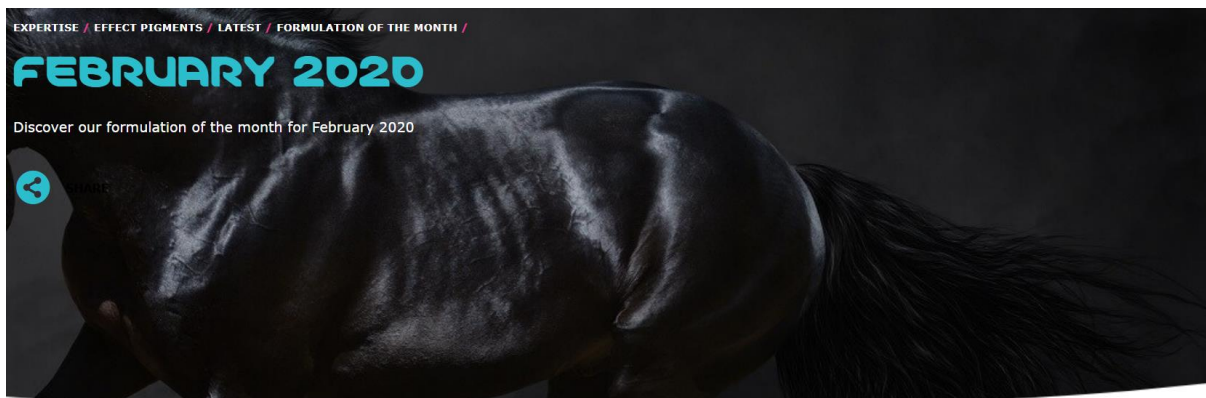 EXPERTISE / EFFECT PIGMENTS / LATEST / FORMULATION OF THE MONTH /
FEBRUARY 2020
Discover our formulation of the month for February 2020
SHARE